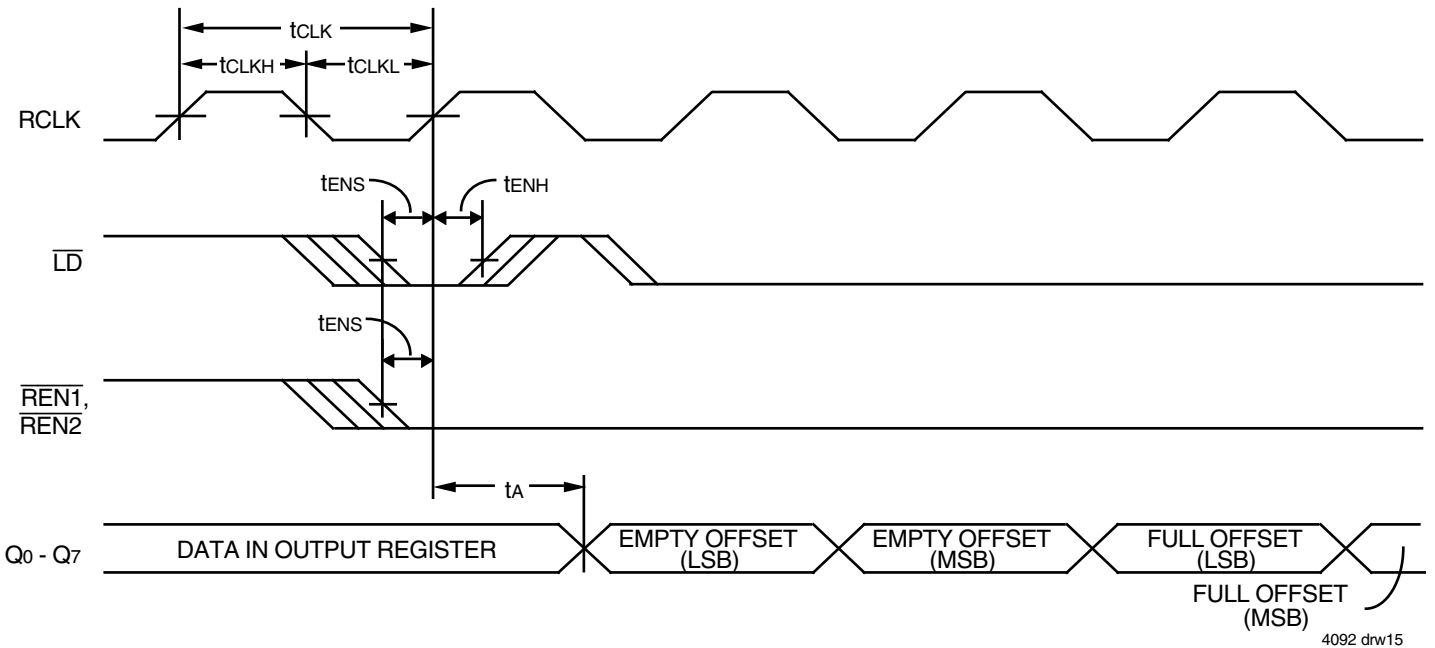 tCLK
tCLKH
tCLKL
RCLK
tENS
tENH
LD
tENS
REN1,
REN2
tA
Q0 - Q7
DATA IN OUTPUT REGISTER
EMPTY OFFSET
(LSB)
EMPTY OFFSET
(MSB)
FULL OFFSET
(LSB)
FULL OFFSET
(MSB)
4092 drw15